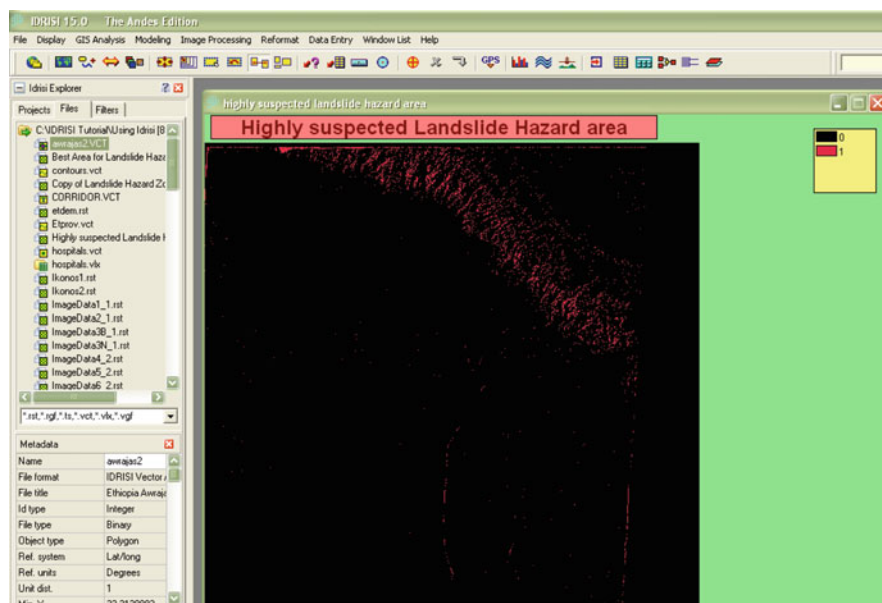 IDRISI 15.0 The Andes Edition
File Display GIS Analysis Modeling Image Processing Reformat Data Entry Window List Help
GPS
Idrisi Explorer
Projects Files Filters
C:\IDRISI Tutorial\Using Idrisi [8
awrajas2.VCT
Best Area for Landslide Haza
contours.vct
Copy of Landslide Hazard Zo
CORRIDOR.VCT
etdem.rst
Etprov.vct
Highly suspected Landslide H
hospitals.vct
hospitals.vlx
Ikonos1.rst
Ikonos2.rst
ImageData1_1.rst
ImageData2_1.rst
ImageData3B_1.rst
ImageData3N_1.rst
ImageData4_2.rst
ImageData5_2.rst
ImageData6_2.rst
*.rst,*.rgf,*.ts,*.vct,*.vlx,*.vgf
Metadata
Name awrajas2
File format IDRISI Vector
File title Ethiopia Awraja
Id type Integer
File type Binary
Object type Polygon
Ref. system Lat/long
Ref. units Degrees
Unit dist. 1
highly suspected landslide hazard area
Highly suspected Landslide Hazard area
0
1